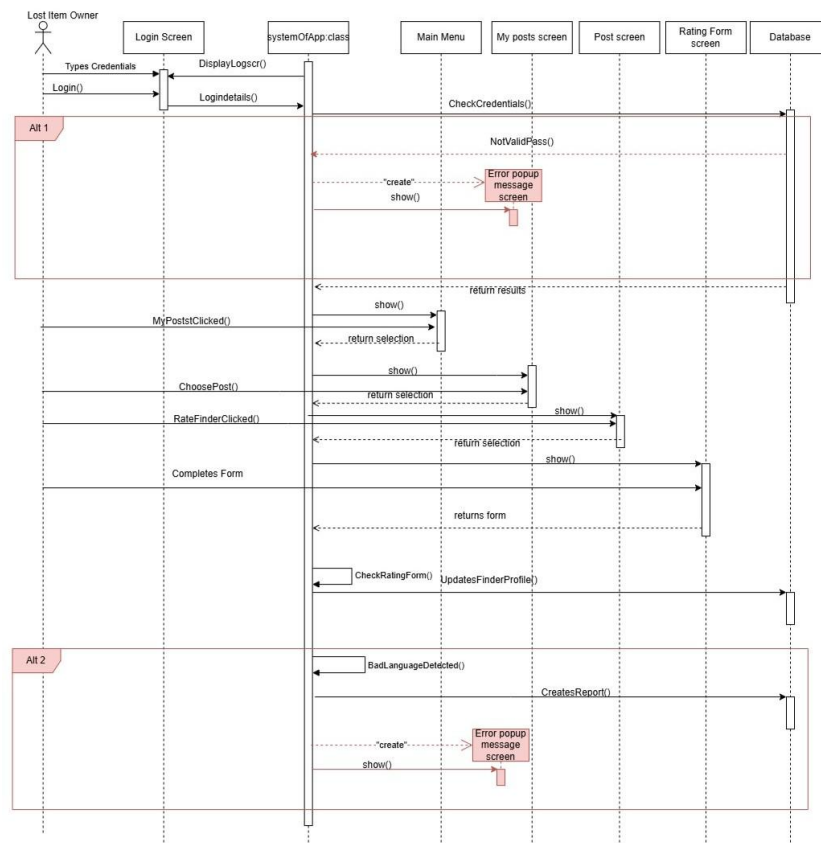 Lost Item Owner
Login Screen
systemOfApp:class
Main Menu
My posts screen
Post screen
Rating Form
screen
Database
Types Credentials
DisplayLogscr()
Login()
Logindetails()
CheckCredentials()
Alt 1
NotValidPass()
"create"
Error popup
message
screen
show()
return results
show()
MyPoststClicked()
return selection
show()
ChoosePost()
return selection
show()
RateFinderClicked()
return selection
show()
Completes Form
returns form
CheckRatingForm()
UpdatesFinderProfile()
Alt 2
BadLanguageDetected()
CreatesReport()
Error popup
message
screen
"create"
show()